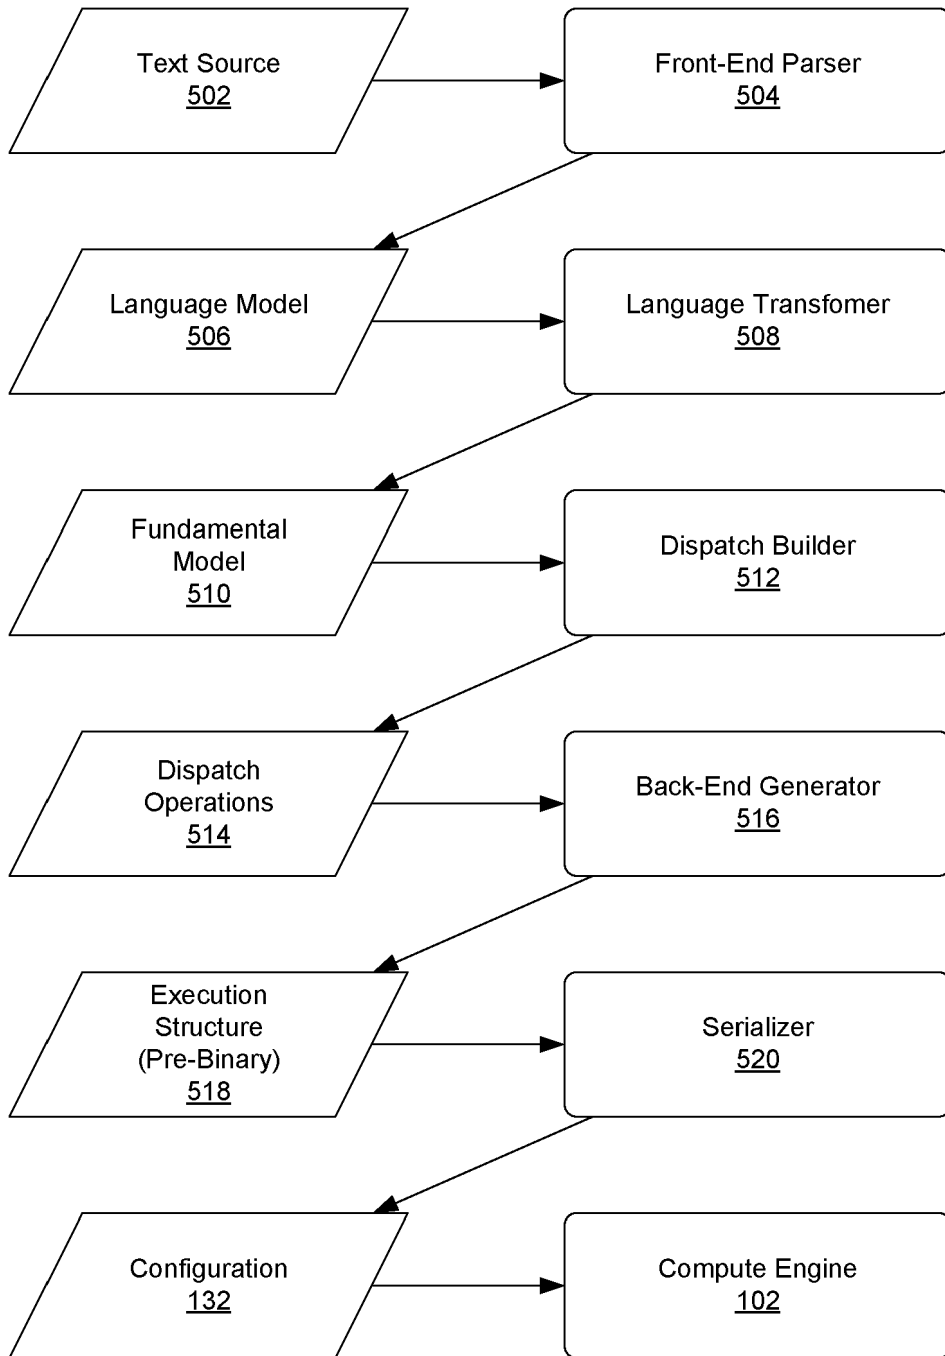 Text Source
502
Front-End Parser
504
Language Model
506
Language Transfomer
508
Fundamental
Model
510
Dispatch Builder
512
Dispatch
Operations
514
Back-End Generator
516
Execution
Structure
(Pre-Binary)
518
Serializer
520
Configuration
132
Compute Engine
102